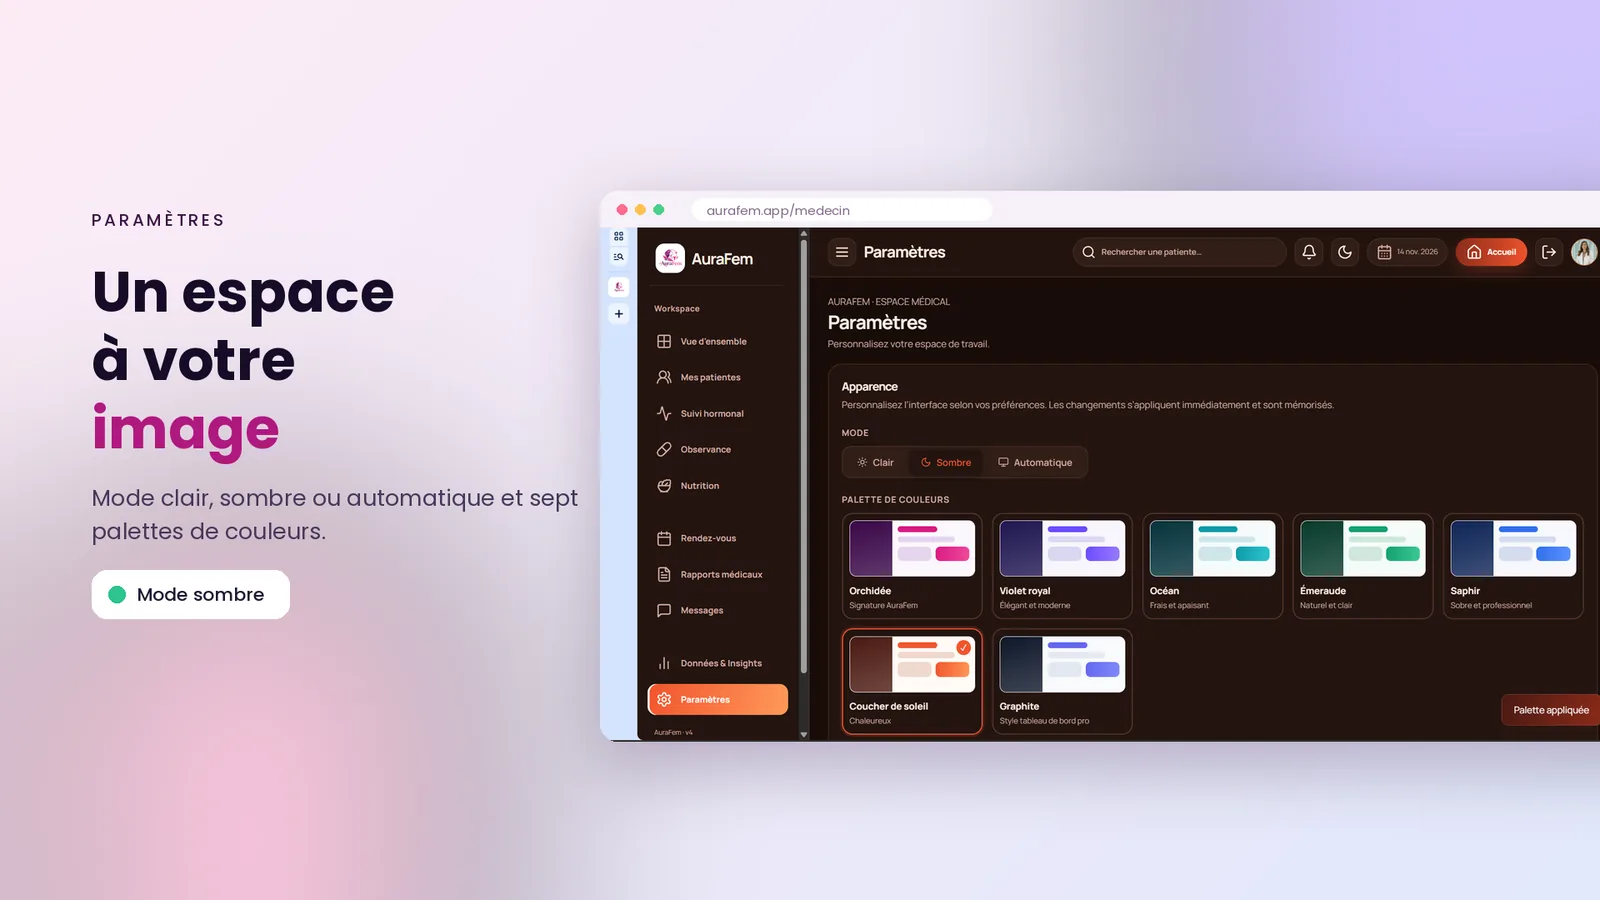 PARAMÈTRES
Un espace
à votre
image
Mode clair, sombre ou automatique et sept
palettes de couleurs.
Mode sombre
aurafem.app/medecin
AuraFem
Workspace
Vue d'ensemble
Mes patientes
Suivi hormonal
Observance
Nutrition
Rendez-vous
Rapports médicaux
Messages
Données & Insights
Paramètres
AuraFem · v4
Paramètres
Rechercher une patiente...
14 nov. 2026
Accueil
AURAFEM · ESPACE MÉDICAL
Paramètres
Personnalisez votre espace de travail.
Apparence
Personnalisez l'interface selon vos préférences. Les changements s'appliquent immédiatement et sont mémorisés.
MODE
Clair
Sombre
Automatique
PALETTE DE COULEURS
Orchidée
Signature AuraFem
Violet royal
Élégant et moderne
Océan
Frais et apaisant
Émeraude
Naturel et clair
Saphir
Sobre et professionnel
Coucher de soleil
Chaleureux
Graphite
Style tableau de bord pro
Palette appliquée